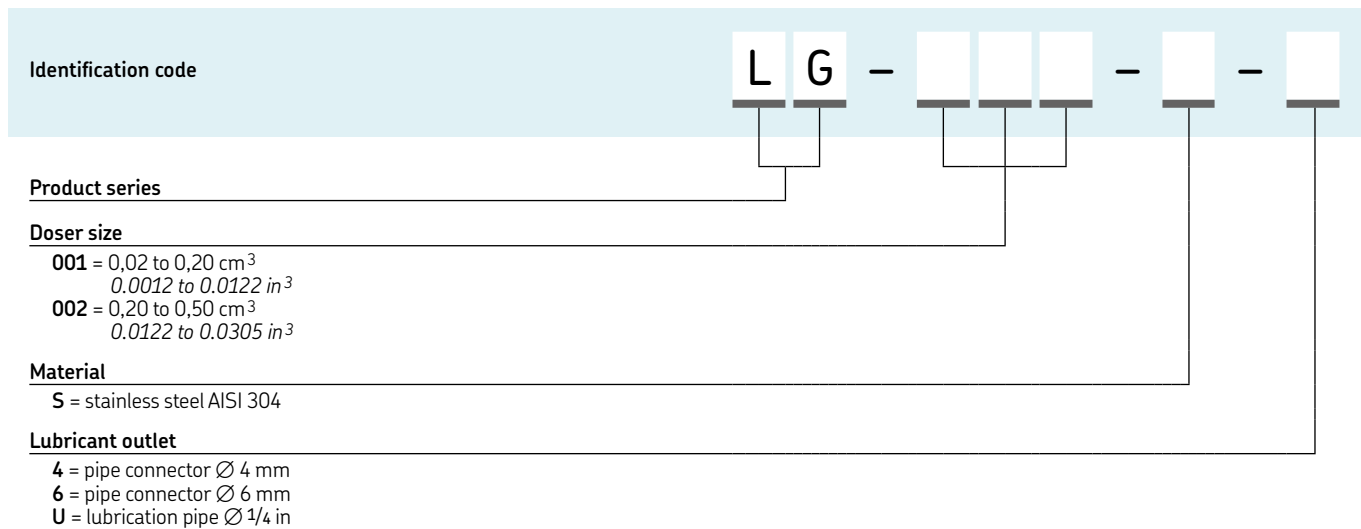 Identification code
L G – – –
Product series
Doser size
001 = 0,02 to 0,20 cm³
0.0012 to 0.0122 in³
002 = 0,20 to 0,50 cm³
0.0122 to 0.0305 in³
Material
S = stainless steel AISI 304
Lubricant outlet
4 = pipe connector ∅ 4 mm
6 = pipe connector ∅ 6 mm
U = lubrication pipe ∅ 1/4 in